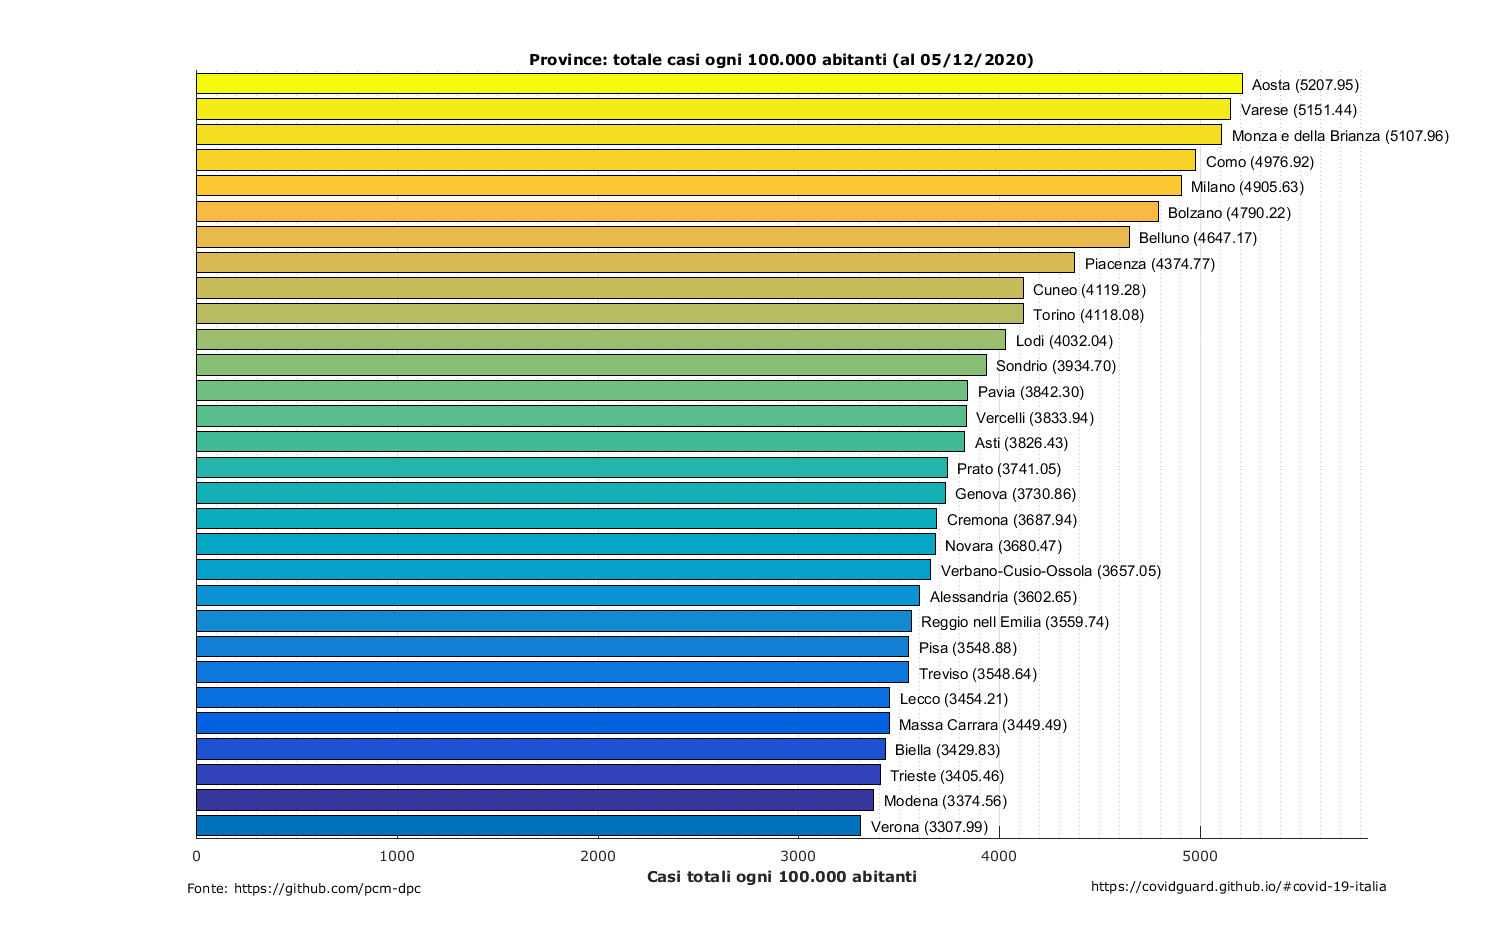 Province: totale casi ogni 100.000 abitanti (al 05/12/2020)
Aosta (5207.95)
Varese (5151.44)
Monza e della Brianza (5107.96)
Como (4976.92)
Milano (4905.63)
Bolzano (4790.22)
Belluno (4647.17)
Piacenza (4374.77)
Cuneo (4119.28)
Torino (4118.08)
Lodi (4032.04)
Sondrio (3934.70)
Pavia (3842.30)
Vercelli (3833.94)
Asti (3826.43)
Prato (3741.05)
Genova (3730.86)
Cremona (3687.94)
Novara (3680.47)
Verbano-Cusio-Ossola (3657.05)
Alessandria (3602.65)
Reggio nell Emilia (3559.74)
Pisa (3548.88)
Treviso (3548.64)
Lecco (3454.21)
Massa Carrara (3449.49)
Biella (3429.83)
Trieste (3405.46)
Modena (3374.56)
Verona (3307.99)
0 1000 2000 3000 4000 5000
Casi totali ogni 100.000 abitanti
Fonte: https://github.com/pcm-dpc
https://covidguard.github.io/#covid-19-italia